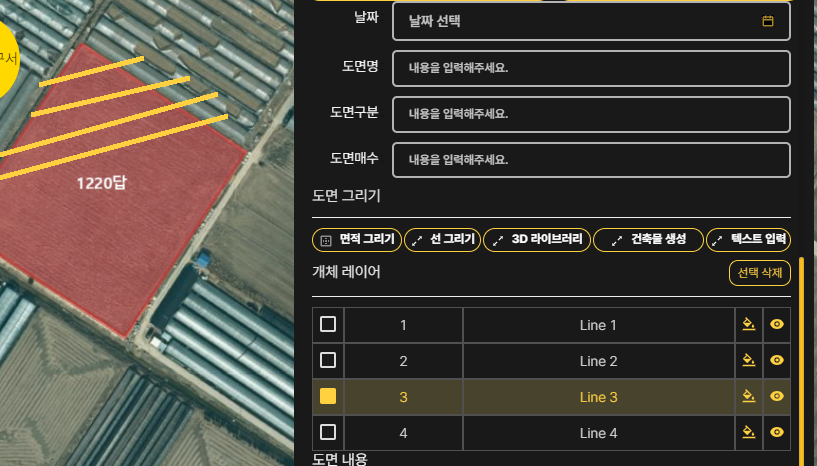 구서
1220답
날짜
날짜 선택
도면명
내용을 입력해주세요.
도면구분
내용을 입력해주세요.
도면매수
내용을 입력해주세요.
도면 그리기
면적 그리기 선 그리기 3D 라이브러리 건축물 생성 텍스트 입력
개체 레이어
선택 삭제
1 Line 1
2 Line 2
3 Line 3
4 Line 4
도면 내용